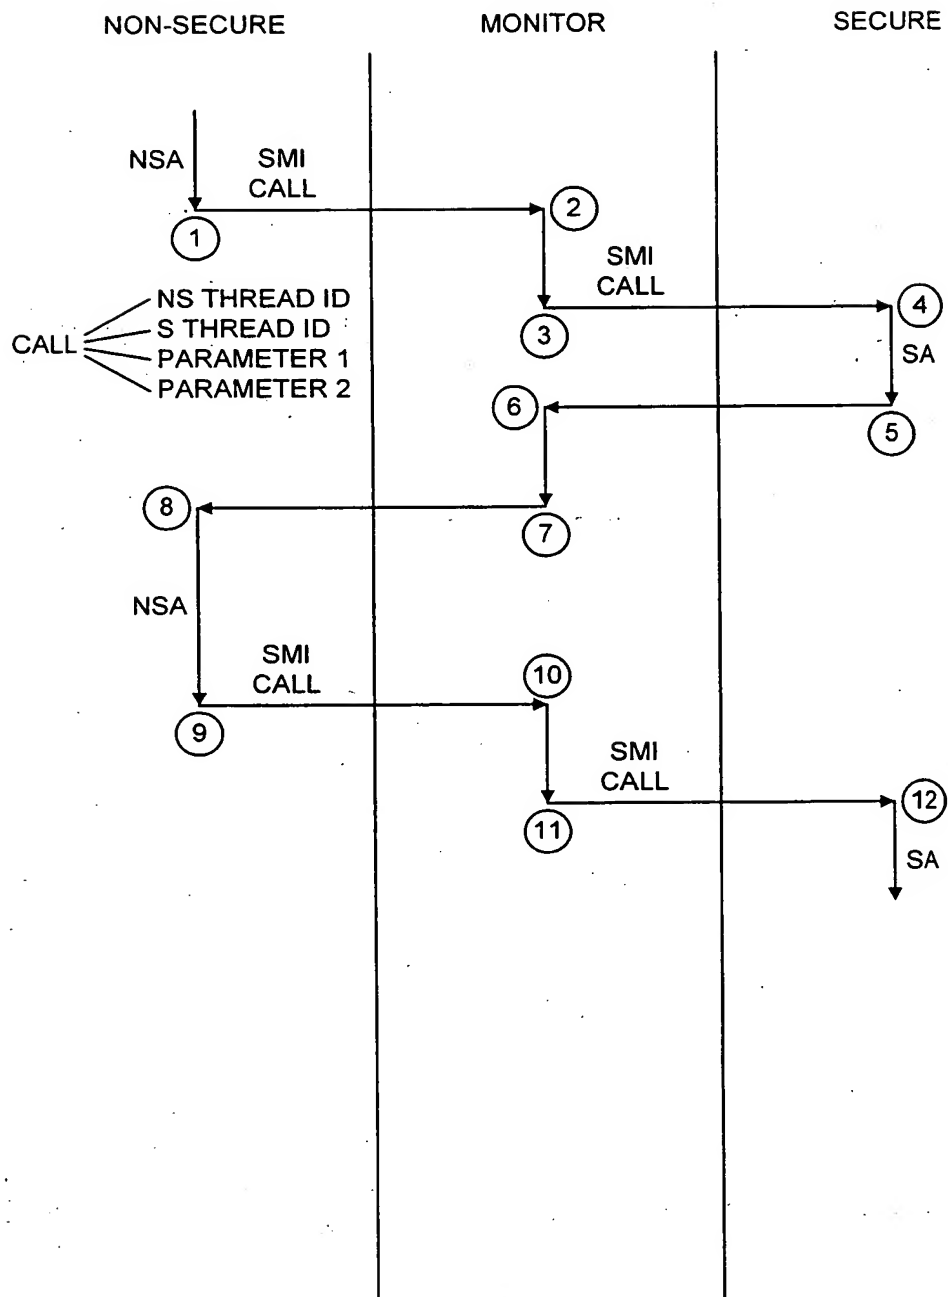 NON-SECURE
MONITOR
SECURE
NSA
SMI
CALL
1
2
SMI
CALL
3
4
SA
CALL
NS THREAD ID
S THREAD ID
PARAMETER 1
PARAMETER 2
6
5
8
7
NSA
SMI
CALL
10
9
SMI
CALL
12
11
SA